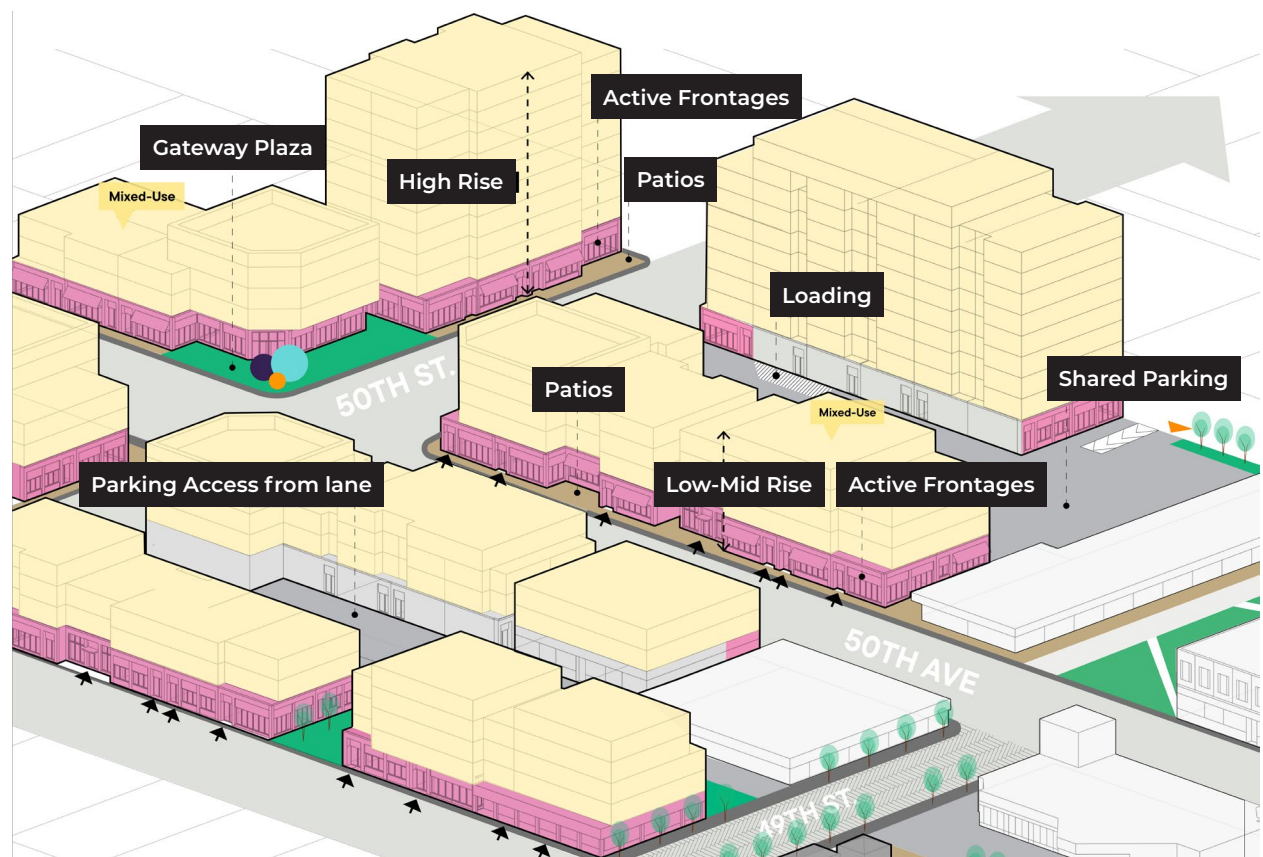 Active Frontages
Gateway Plaza
High Rise
Patios
Mixed-Use
Loading
50TH ST.
Patios
Shared Parking
Mixed-Use
Parking Access from lane
Low-Mid Rise
Active Frontages
50TH AVE
49TH ST.